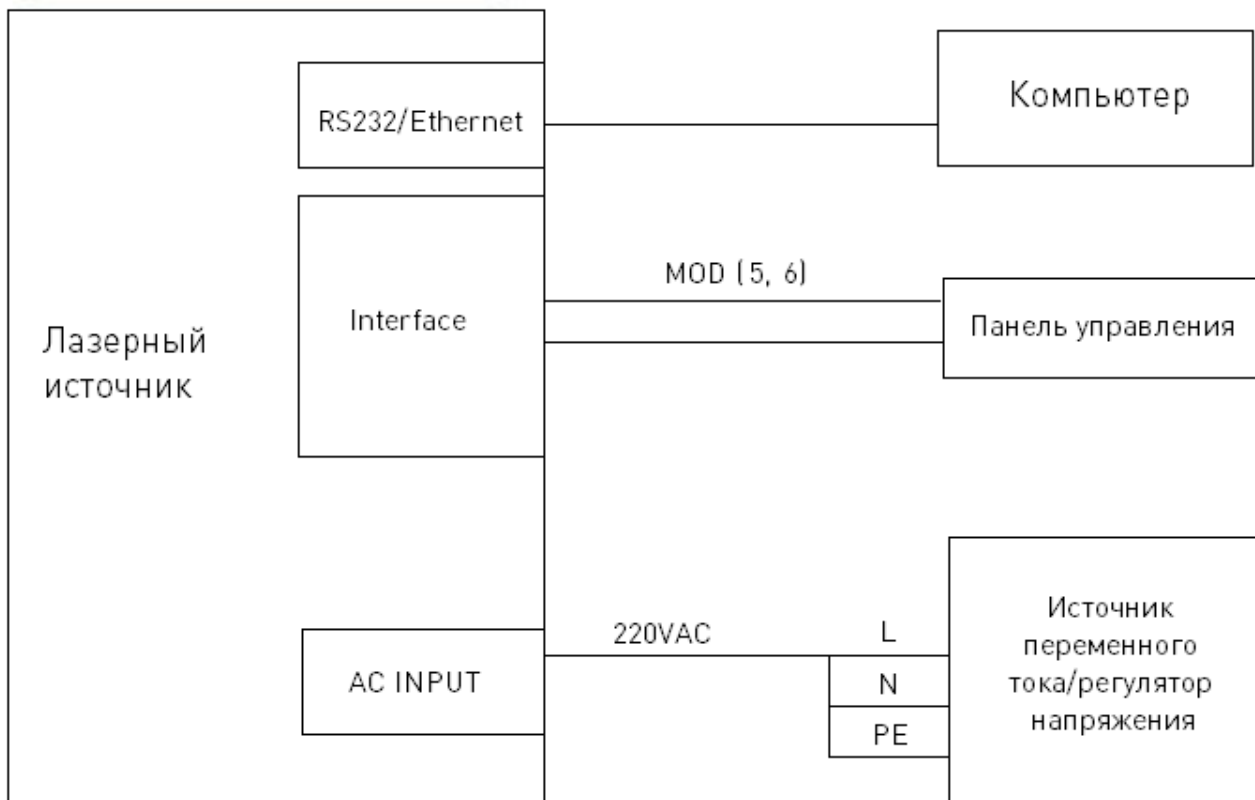 RS232/Ethernet
Компьютер
MOD (5, 6)
Interface
Панель управления
Лазерный
источник
220VAC
L
N
PE
AC INPUT
Источник
переменного
тока/регулятор
напряжения